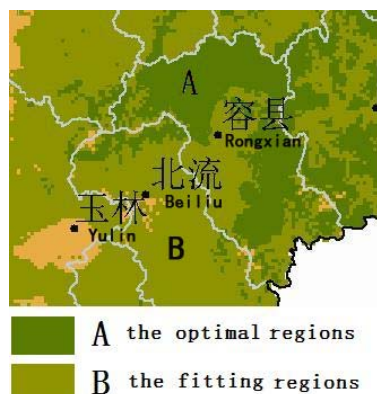 A
容县
Rongxian
北流
Beiliu
玉林
Yulin
B
A the optimal regions
B the fitting regions